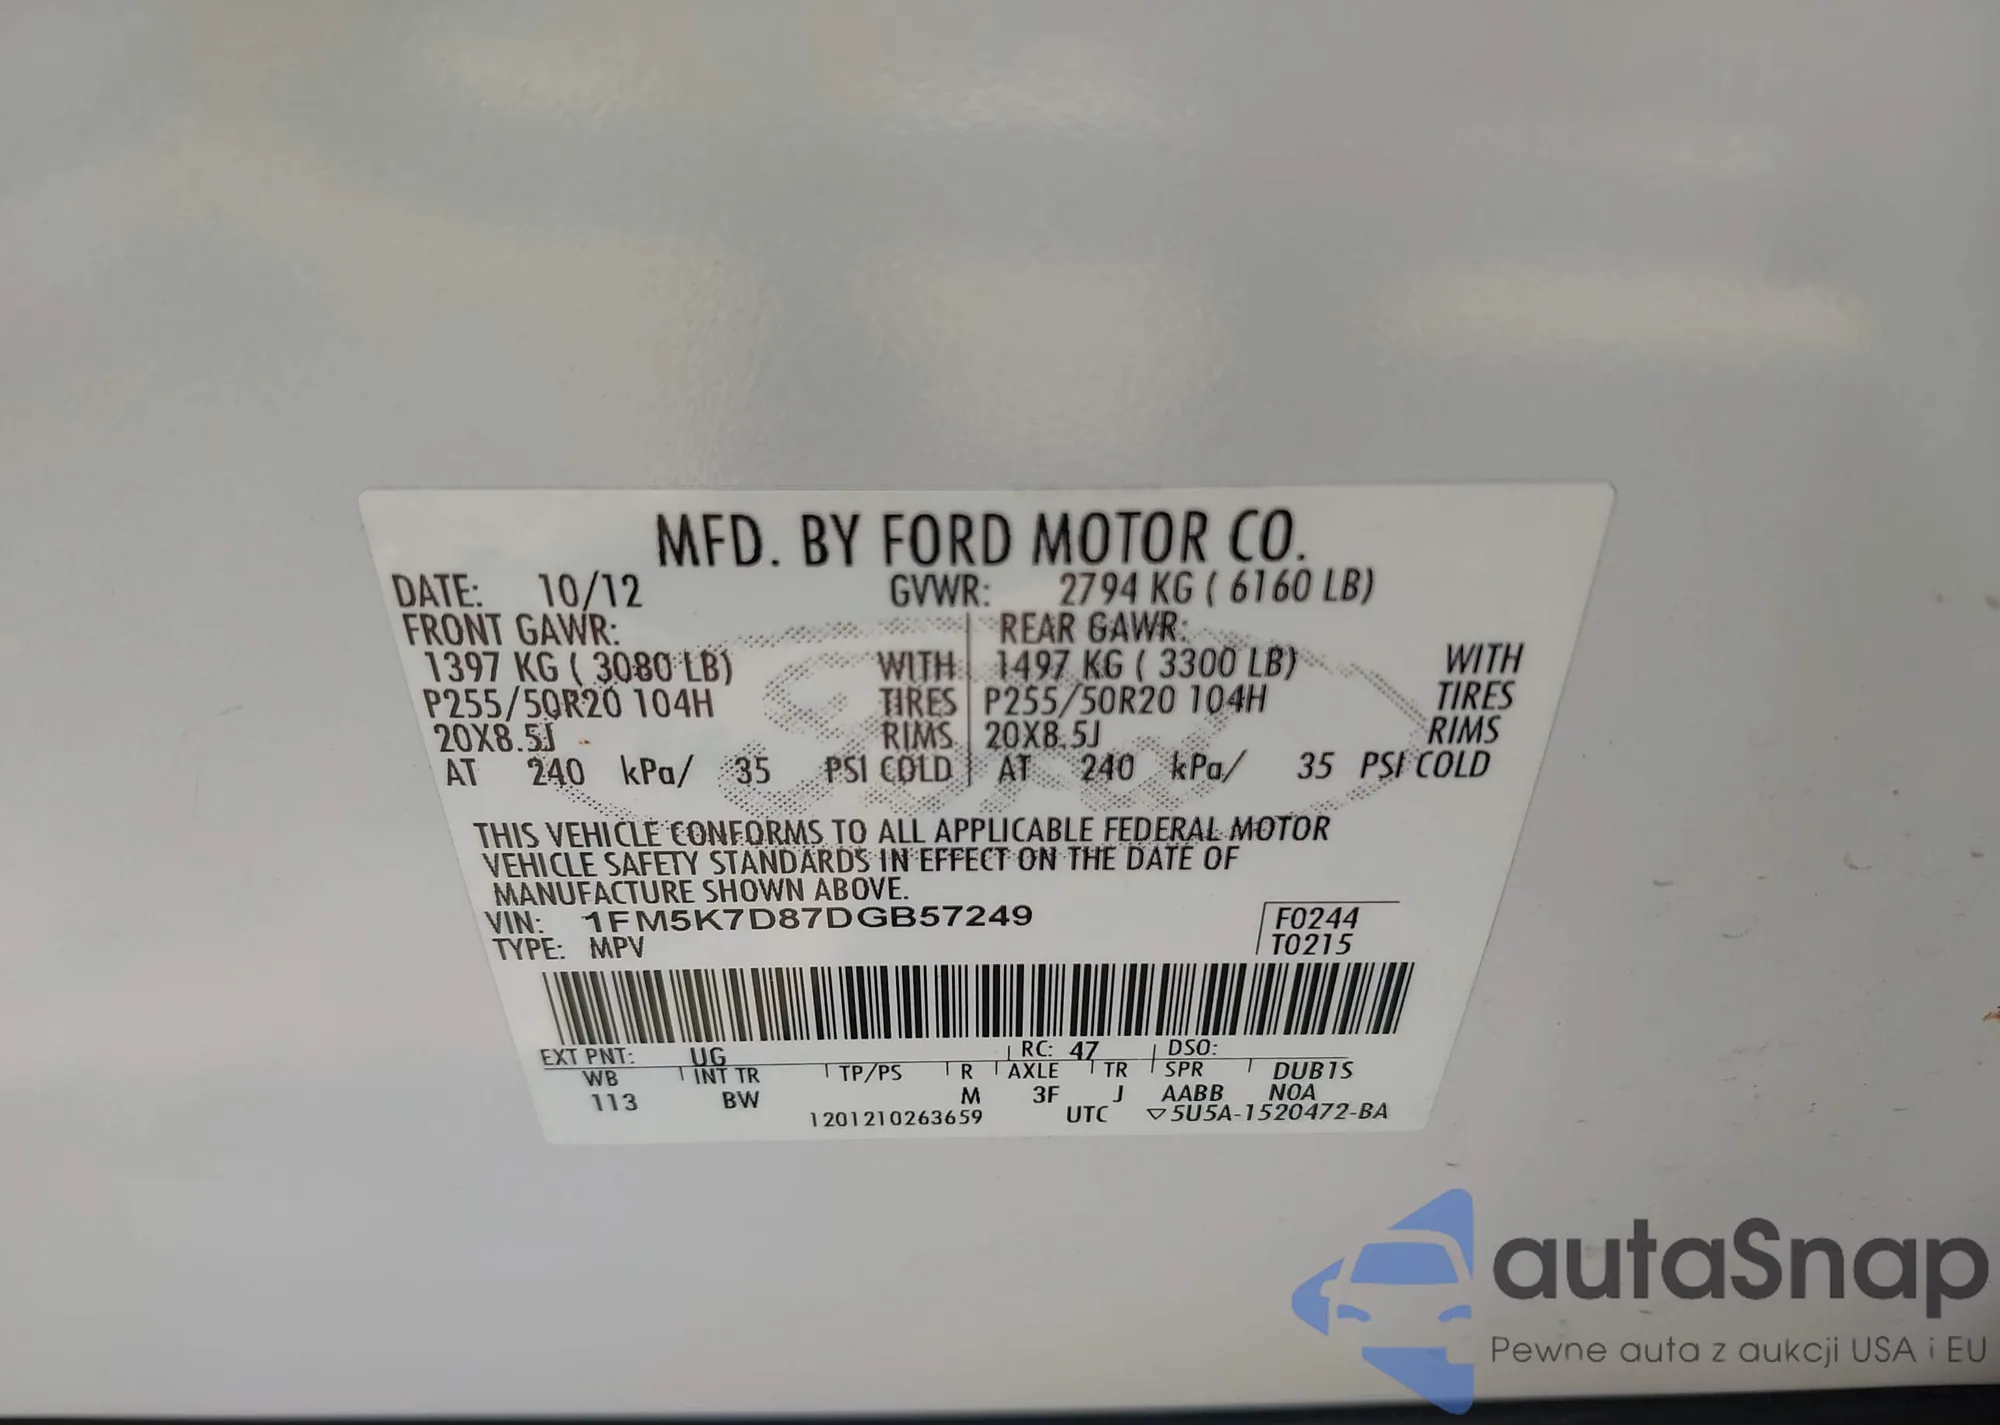 MFD. BY FORD MOTOR CO.
DATE: 10/12 GVWR: 2794 KG ( 6160 LB)
FRONT GAWR: REAR GAWR:
1397 KG ( 3080 LB) WITH 1497 KG ( 3300 LB) WITH
P255/50R20 104H TIRES P255/50R20 104H TIRES
20X8.5J RIMS 20X8.5J RIMS
AT 240 kPa/ 35 PSI COLD AT 240 kPa/ 35 PSI COLD
Ford
THIS VEHICLE CONFORMS TO ALL APPLICABLE FEDERAL MOTOR
VEHICLE SAFETY STANDARDS IN EFFECT ON THE DATE OF
MANUFACTURE SHOWN ABOVE.
VIN: 1FM5K7D87DGB57249 F0244
TYPE: MPV T0215
EXT PNT: UG RC: 47 DSO:
WB INT TR TP/PS R AXLE TR SPR DUB1S
113 BW M 3F J AABB N0A
1201210263659 UTC ▽5U5A-1520472-BA
autaSnap
Pewne auta z aukcji USA i EU